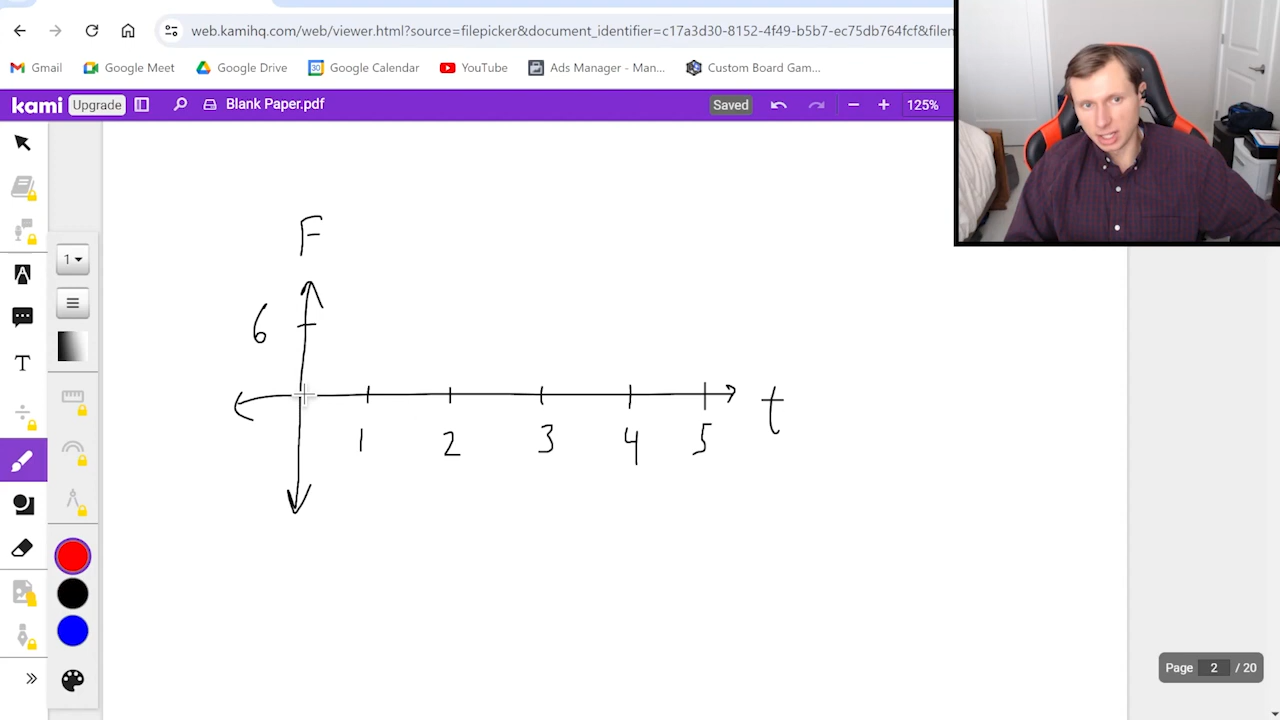 web.kamihq.com/web/viewer.html?source=filepicker&document_identifier=c17a3d30-8152-4f49-b5b7-ec75db764fcf&filen
Gmail Google Meet Google Drive 30 Google Calendar YouTube Ads Manager - Man... Custom Board Gam...
kami Upgrade Blank Paper.pdf Saved 125%
F
1
6
T
t
1 2 3 4 5
Page 2 / 20